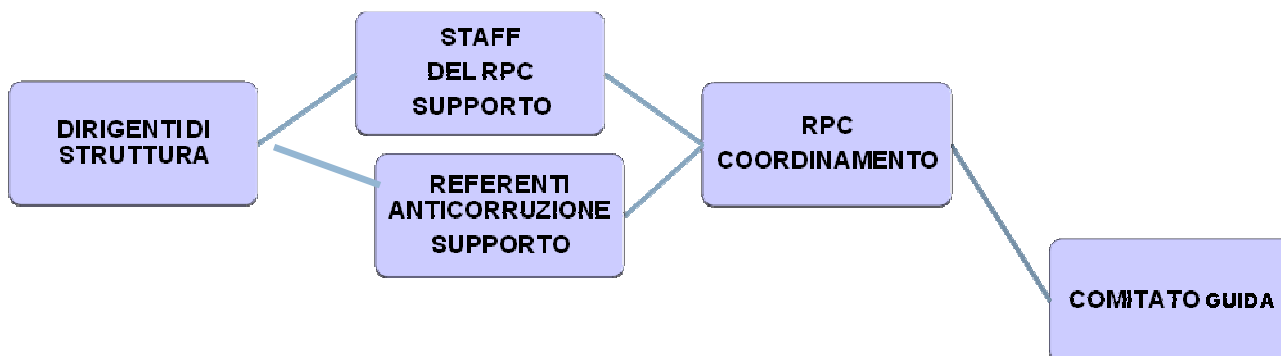 DIRIGENTI DI
STRUTTURA
STAFF
DEL RPC
SUPPORTO
REFERENTI
ANTICORRUZIONE
SUPPORTO
RPC
COORDINAMENTO
COMITATO GUIDA